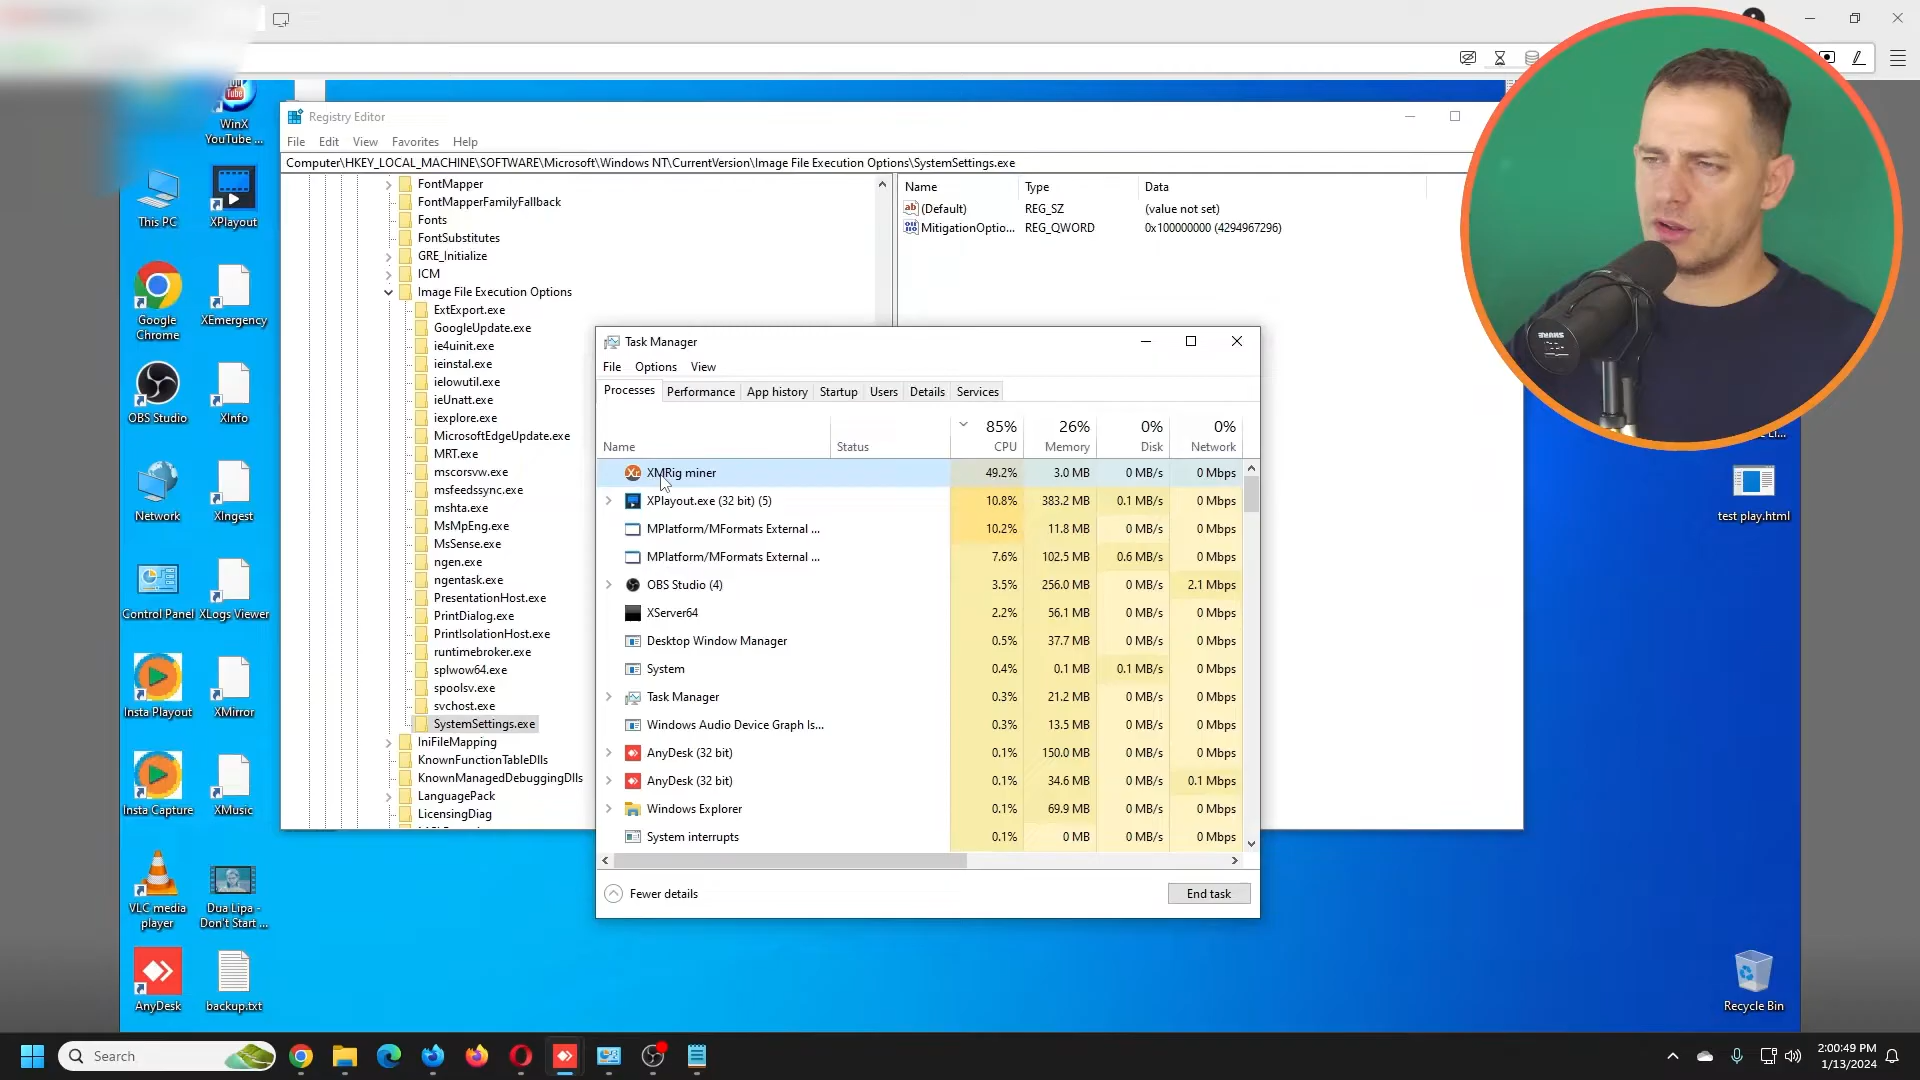 You
Tube
WinX
YouTube ...
This PC
XPlayout
Google
Chrome
XEmergency
OBS Studio
XInfo
Network
XIngest
Control Panel
XLogs Viewer
Insta Playout
XMirror
Insta Capture
XMusic
VLC media
player
Dua Lipa -
Don't Start ...
AnyDesk
backup.txt
Registry Editor
File Edit View Favorites Help
Computer\HKEY_LOCAL_MACHINE\SOFTWARE\Microsoft\Windows NT\CurrentVersion\Image File Execution Options\SystemSettings.exe
FontMapper
FontMapperFamilyFallback
Fonts
FontSubstitutes
GRE_Initialize
ICM
Image File Execution Options
ExtExport.exe
GoogleUpdate.exe
ie4uinit.exe
ieinstal.exe
ielowutil.exe
ieUnatt.exe
iexplore.exe
MicrosoftEdgeUpdate.exe
MRT.exe
mscorsvw.exe
msfeedssync.exe
mshta.exe
MsMpEng.exe
MsSense.exe
ngen.exe
ngentask.exe
PresentationHost.exe
PrintDialog.exe
PrintIsolationHost.exe
runtimebroker.exe
splwow64.exe
spoolsv.exe
svchost.exe
SystemSettings.exe
IniFileMapping
KnownFunctionTableDlls
KnownManagedDebuggingDlls
LanguagePack
LicensingDiag
Name Type Data
ab (Default) REG_SZ (value not set)
MitigationOptio... REG_QWORD 0x100000000 (4294967296)
Task Manager
File Options View
Processes Performance App history Startup Users Details Services
85% 26% 0% 0%
Name Status CPU Memory Disk Network
XMRig miner 49.2% 3.0 MB 0 MB/s 0 Mbps
XPlayout.exe (32 bit) (5) 10.8% 383.2 MB 0.1 MB/s 0 Mbps
MPlatform/MFormats External ... 10.2% 11.8 MB 0 MB/s 0 Mbps
MPlatform/MFormats External ... 7.6% 102.5 MB 0.6 MB/s 0 Mbps
OBS Studio (4) 3.5% 256.0 MB 0 MB/s 2.1 Mbps
XServer64 2.2% 56.1 MB 0 MB/s 0 Mbps
Desktop Window Manager 0.5% 37.7 MB 0 MB/s 0 Mbps
System 0.4% 0.1 MB 0.1 MB/s 0 Mbps
Task Manager 0.3% 21.2 MB 0 MB/s 0 Mbps
Windows Audio Device Graph Is... 0.3% 13.5 MB 0 MB/s 0 Mbps
AnyDesk (32 bit) 0.1% 150.0 MB 0 MB/s 0 Mbps
AnyDesk (32 bit) 0.1% 34.6 MB 0 MB/s 0.1 Mbps
Windows Explorer 0.1% 69.9 MB 0 MB/s 0 Mbps
System interrupts 0.1% 0 MB 0 MB/s 0 Mbps
Fewer details
End task
test play.html
Recycle Bin
Search
2:00:49 PM
1/13/2024